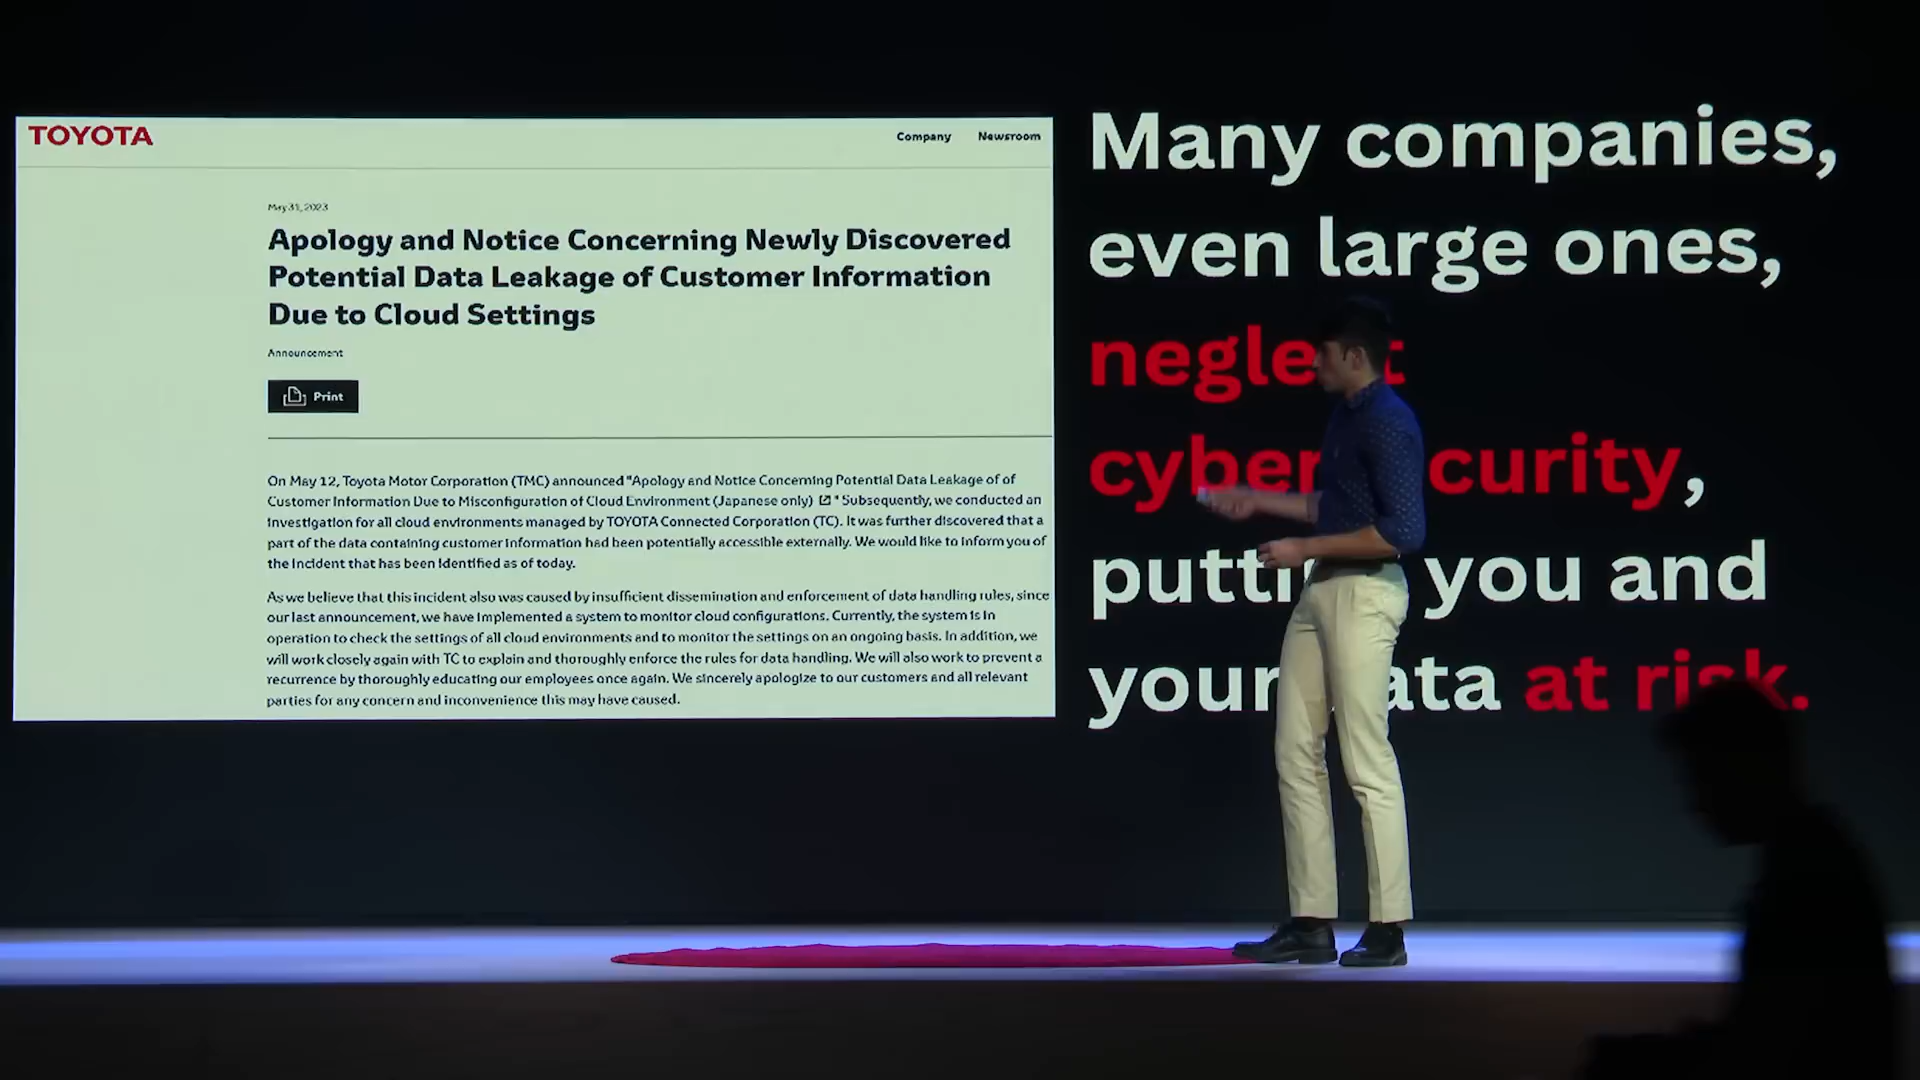 TOYOTA
Company Newsroom
May 31, 2023
Apology and Notice Concerning Newly Discovered
Potential Data Leakage of Customer Information
Due to Cloud Settings
Announcement
Print
On May 12, Toyota Motor Corporation (TMC) announced "Apology and Notice Concerning Potential Data Leakage of of
Customer Information Due to Misconfiguration of Cloud Environment (Japanese only) " Subsequently, we conducted an
investigation for all cloud environments managed by TOYOTA Connected Corporation (TC). It was further discovered that a
part of the data containing customer information had been potentially accessible externally. We would like to inform you of
the incident that has been identified as of today.
As we believe that this incident also was caused by insufficient dissemination and enforcement of data handling rules, since
our last announcement, we have implemented a system to monitor cloud configurations. Currently, the system is in
operation to check the settings of all cloud environments and to monitor the settings on an ongoing basis. In addition, we
will work closely again with TC to explain and thoroughly enforce the rules for data handling. We will also work to prevent a
recurrence by thoroughly educating our employees once again. We sincerely apologize to our customers and all relevant
parties for any concern and inconvenience this may have caused.
Many companies,
even large ones,
neglect
cybersecurity,
putting you and
your data at risk.